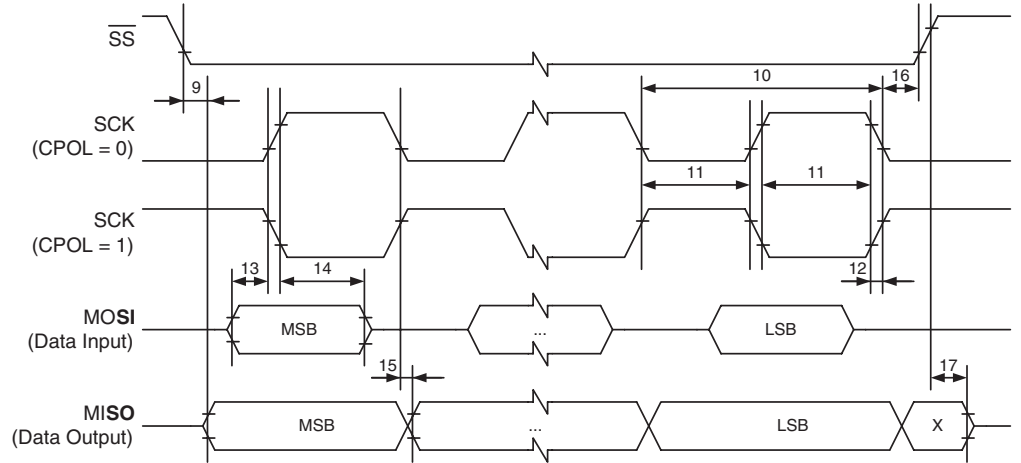 SS
9
10
16
SCK
(CPOL = 0)
11
11
SCK
(CPOL = 1)
13
14
12
MOSI
(Data Input)
MSB
...
LSB
15
17
MISO
(Data Output)
MSB
...
LSB
X